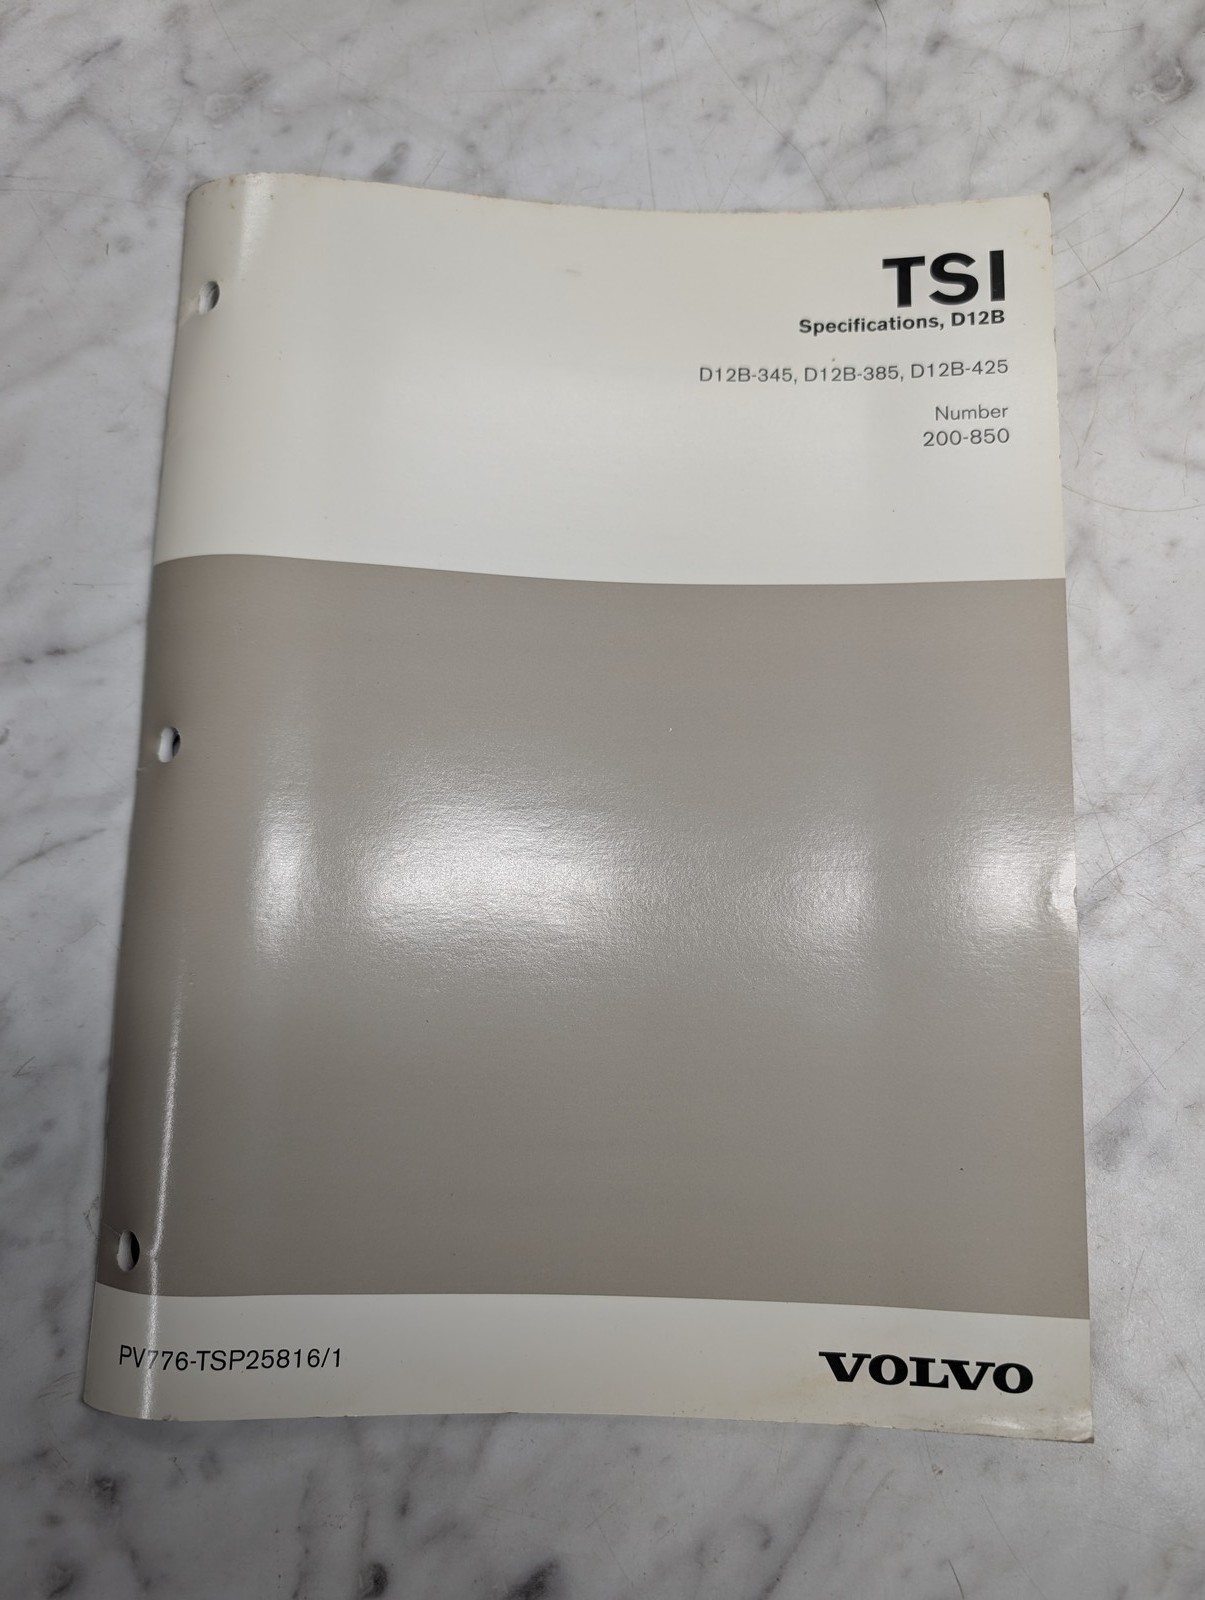 TSI
Specifications, D12B
D12B-345, D12B-385, D12B-425
Number
200-850
PV776-TSP25816/1
VOLVO